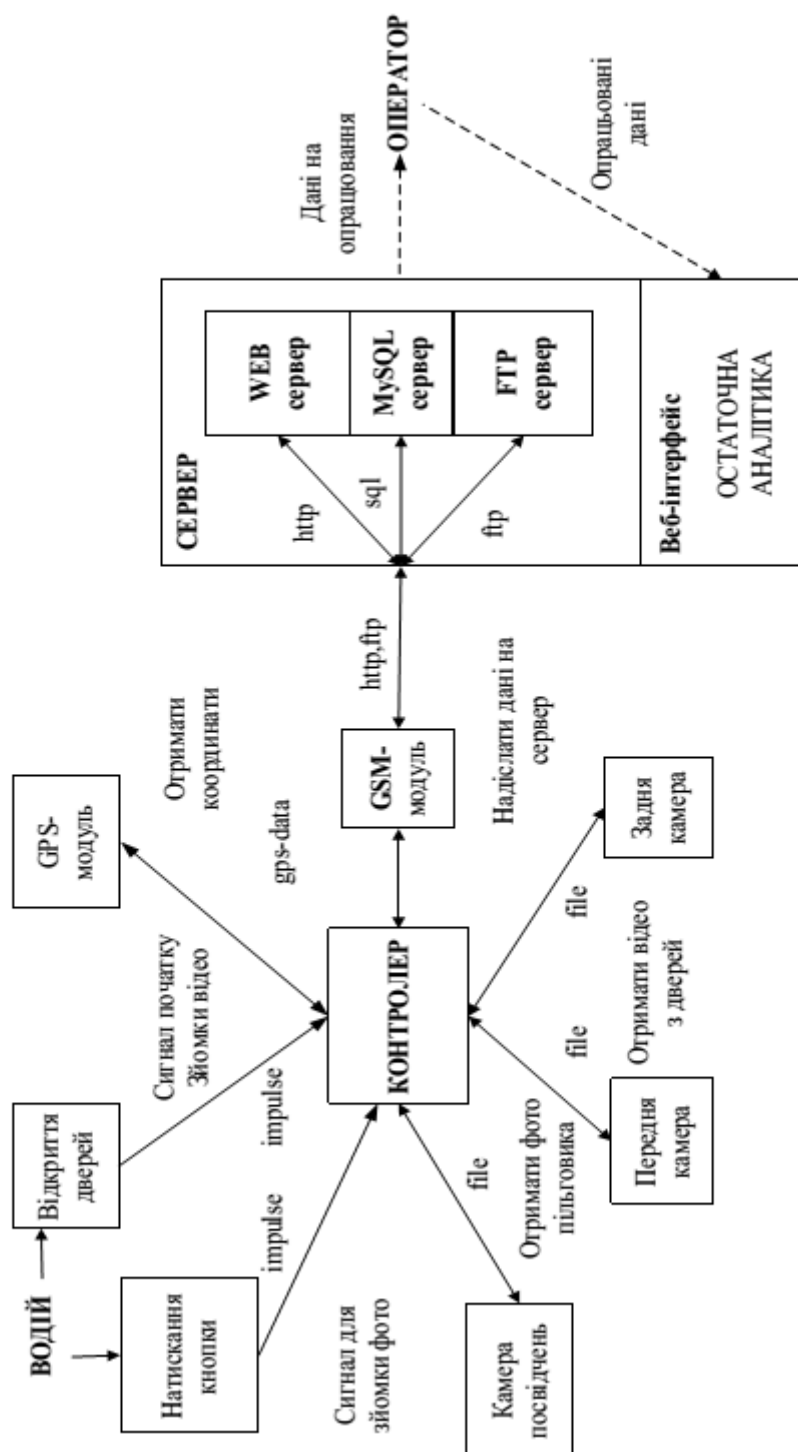 ВОДІЙ
Відкриття
дверей
GPS-
модуль
Отримати
координати
Натискання
кнопки
Сигнал початку
Зйомки відео
gps-data
impulse
impulse
Сигнал для
зйомки фото
КОНТРОЛЕР
GSM-
модуль
http,ftp
Надіслати дані на
сервер
file
Отримати фото
пільговика
file
file
Отримати відео
з дверей
Камера
посвідчень
Передня
камера
Задня
камера
СЕРВЕР
http
sql
ftp
WEB
сервер
MySQL
сервер
FTP
сервер
Веб-інтерфейс
ОСТАТОЧНА
АНАЛІТИКА
Дані на
опрацювання
ОПЕРАТОР
Опрацьовані
дані